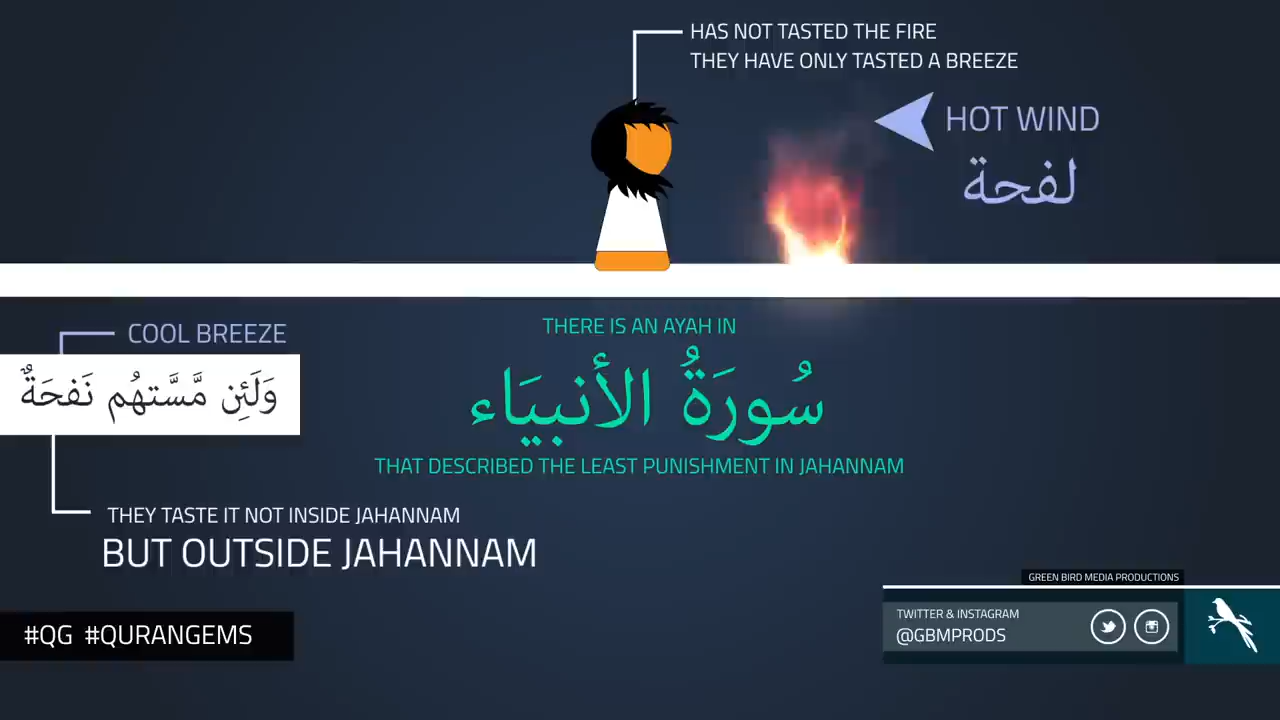 HAS NOT TASTED THE FIRE
THEY HAVE ONLY TASTED A BREEZE
HOT WIND
لفحة
COOL BREEZE
وَلَئِن مَّسَّتهُم نَفحَةٌ
THEY TASTE IT NOT INSIDE JAHANNAM
BUT OUTSIDE JAHANNAM
THERE IS AN AYAH IN
سُورَةُ الأَنبيَاء
THAT DESCRIBED THE LEAST PUNISHMENT IN JAHANNAM
#QG #QURANGEMS
GREEN BIRD MEDIA PRODUCTIONS
TWITTER & INSTAGRAM
@GBMPRODS